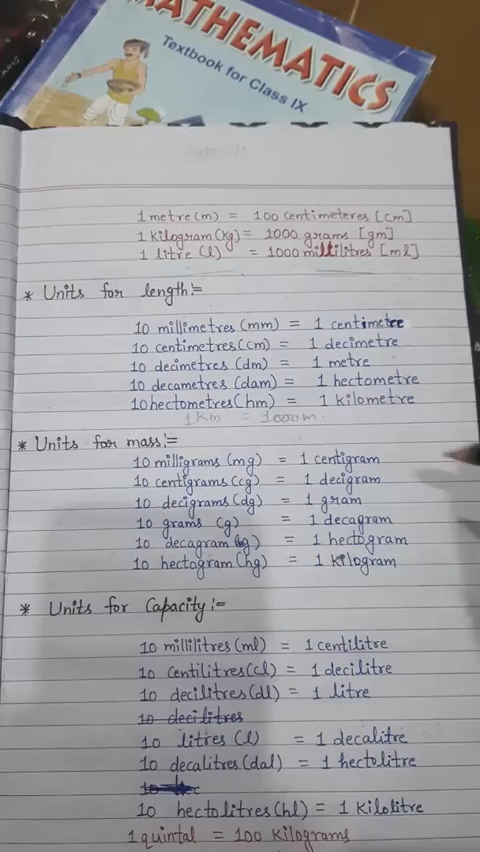 MATHEMATICS
Textbook for Class IX
1 metre(m) = 100 centimeteres [cm]
1 kilogram(kg) = 1000 grams [gm]
1 litre (l) = 1000 millilitres [ml]
* Units for length:=
10 millimetres (mm) = 1 centimetre
10 centimetres(cm) = 1 decimetre
10 decimetres (dm) = 1 metre
10 decametres (dam) = 1 hectometre
10 hectometres(hm) = 1 kilometre
1 km = 1000 m.
* Units for mass:=
10 milligrams (mg) = 1 centigram
10 centigrams (cg) = 1 decigram
10 decigrams (dg) = 1 gram
10 grams (g) = 1 decagram
10 decagram = 1 hectogram
10 hectogram (hg) = 1 kilogram
* Units for Capacity:=
10 millilitres (ml) = 1 centilitre
10 centilitres (cl) = 1 decilitre
10 decilitres (dl) = 1 litre
10 decilitres
10 litres (l) = 1 decalitre
10 decalitres (dal) = 1 hectolitre
10
10 hectolitres (hl) = 1 kilolitre
1 quintal = 100 kilograms